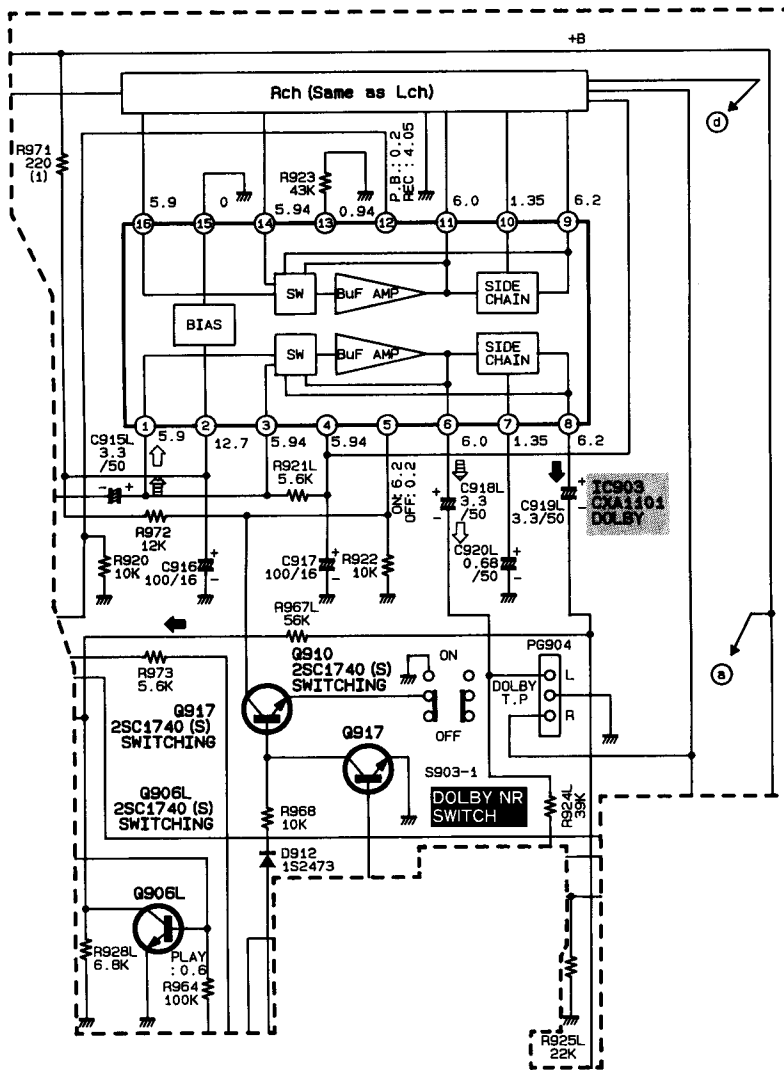 +B
Rch (Same as Lch)
d
R971
220
(1)
R923
43K
P.B.: 0.2
REC: 4.05
5.9
0
5.94
0.94
6.0
1.35
6.2
16
15
14
13
12
11
10
9
SW
BuF AMP
SIDE
CHAIN
BIAS
SW
BuF AMP
SIDE
CHAIN
1
2
3
4
5
6
7
8
5.9
12.7
5.94
5.94
6.0
1.35
6.2
C915L
3.3
/50
- +
R921L
5.6K
ON: 6.2
OFF: 0.2
+
-
C918L
3.3
/50
C919L
3.3/50
+
-
IC903
CXA1101
DOLBY
R972
12K
R920
10K
C916
100/16
+
-
C917
100/16
+
-
R922
10K
C920L
0.68
/50
+
-
R967L
56K
R973
5.6K
Q910
2SC1740 (S)
SWITCHING
ON
OFF
PG904
DOLBY
T.P
L
R
a
Q917
2SC1740 (S)
SWITCHING
Q917
S903-1
DOLBY NR
SWITCH
R924L
39K
Q906L
2SC1740 (S)
SWITCHING
R968
10K
D912
1S2473
Q906L
R928L
6.8K
PLAY
: 0.6
R964
100K
R925L
22K